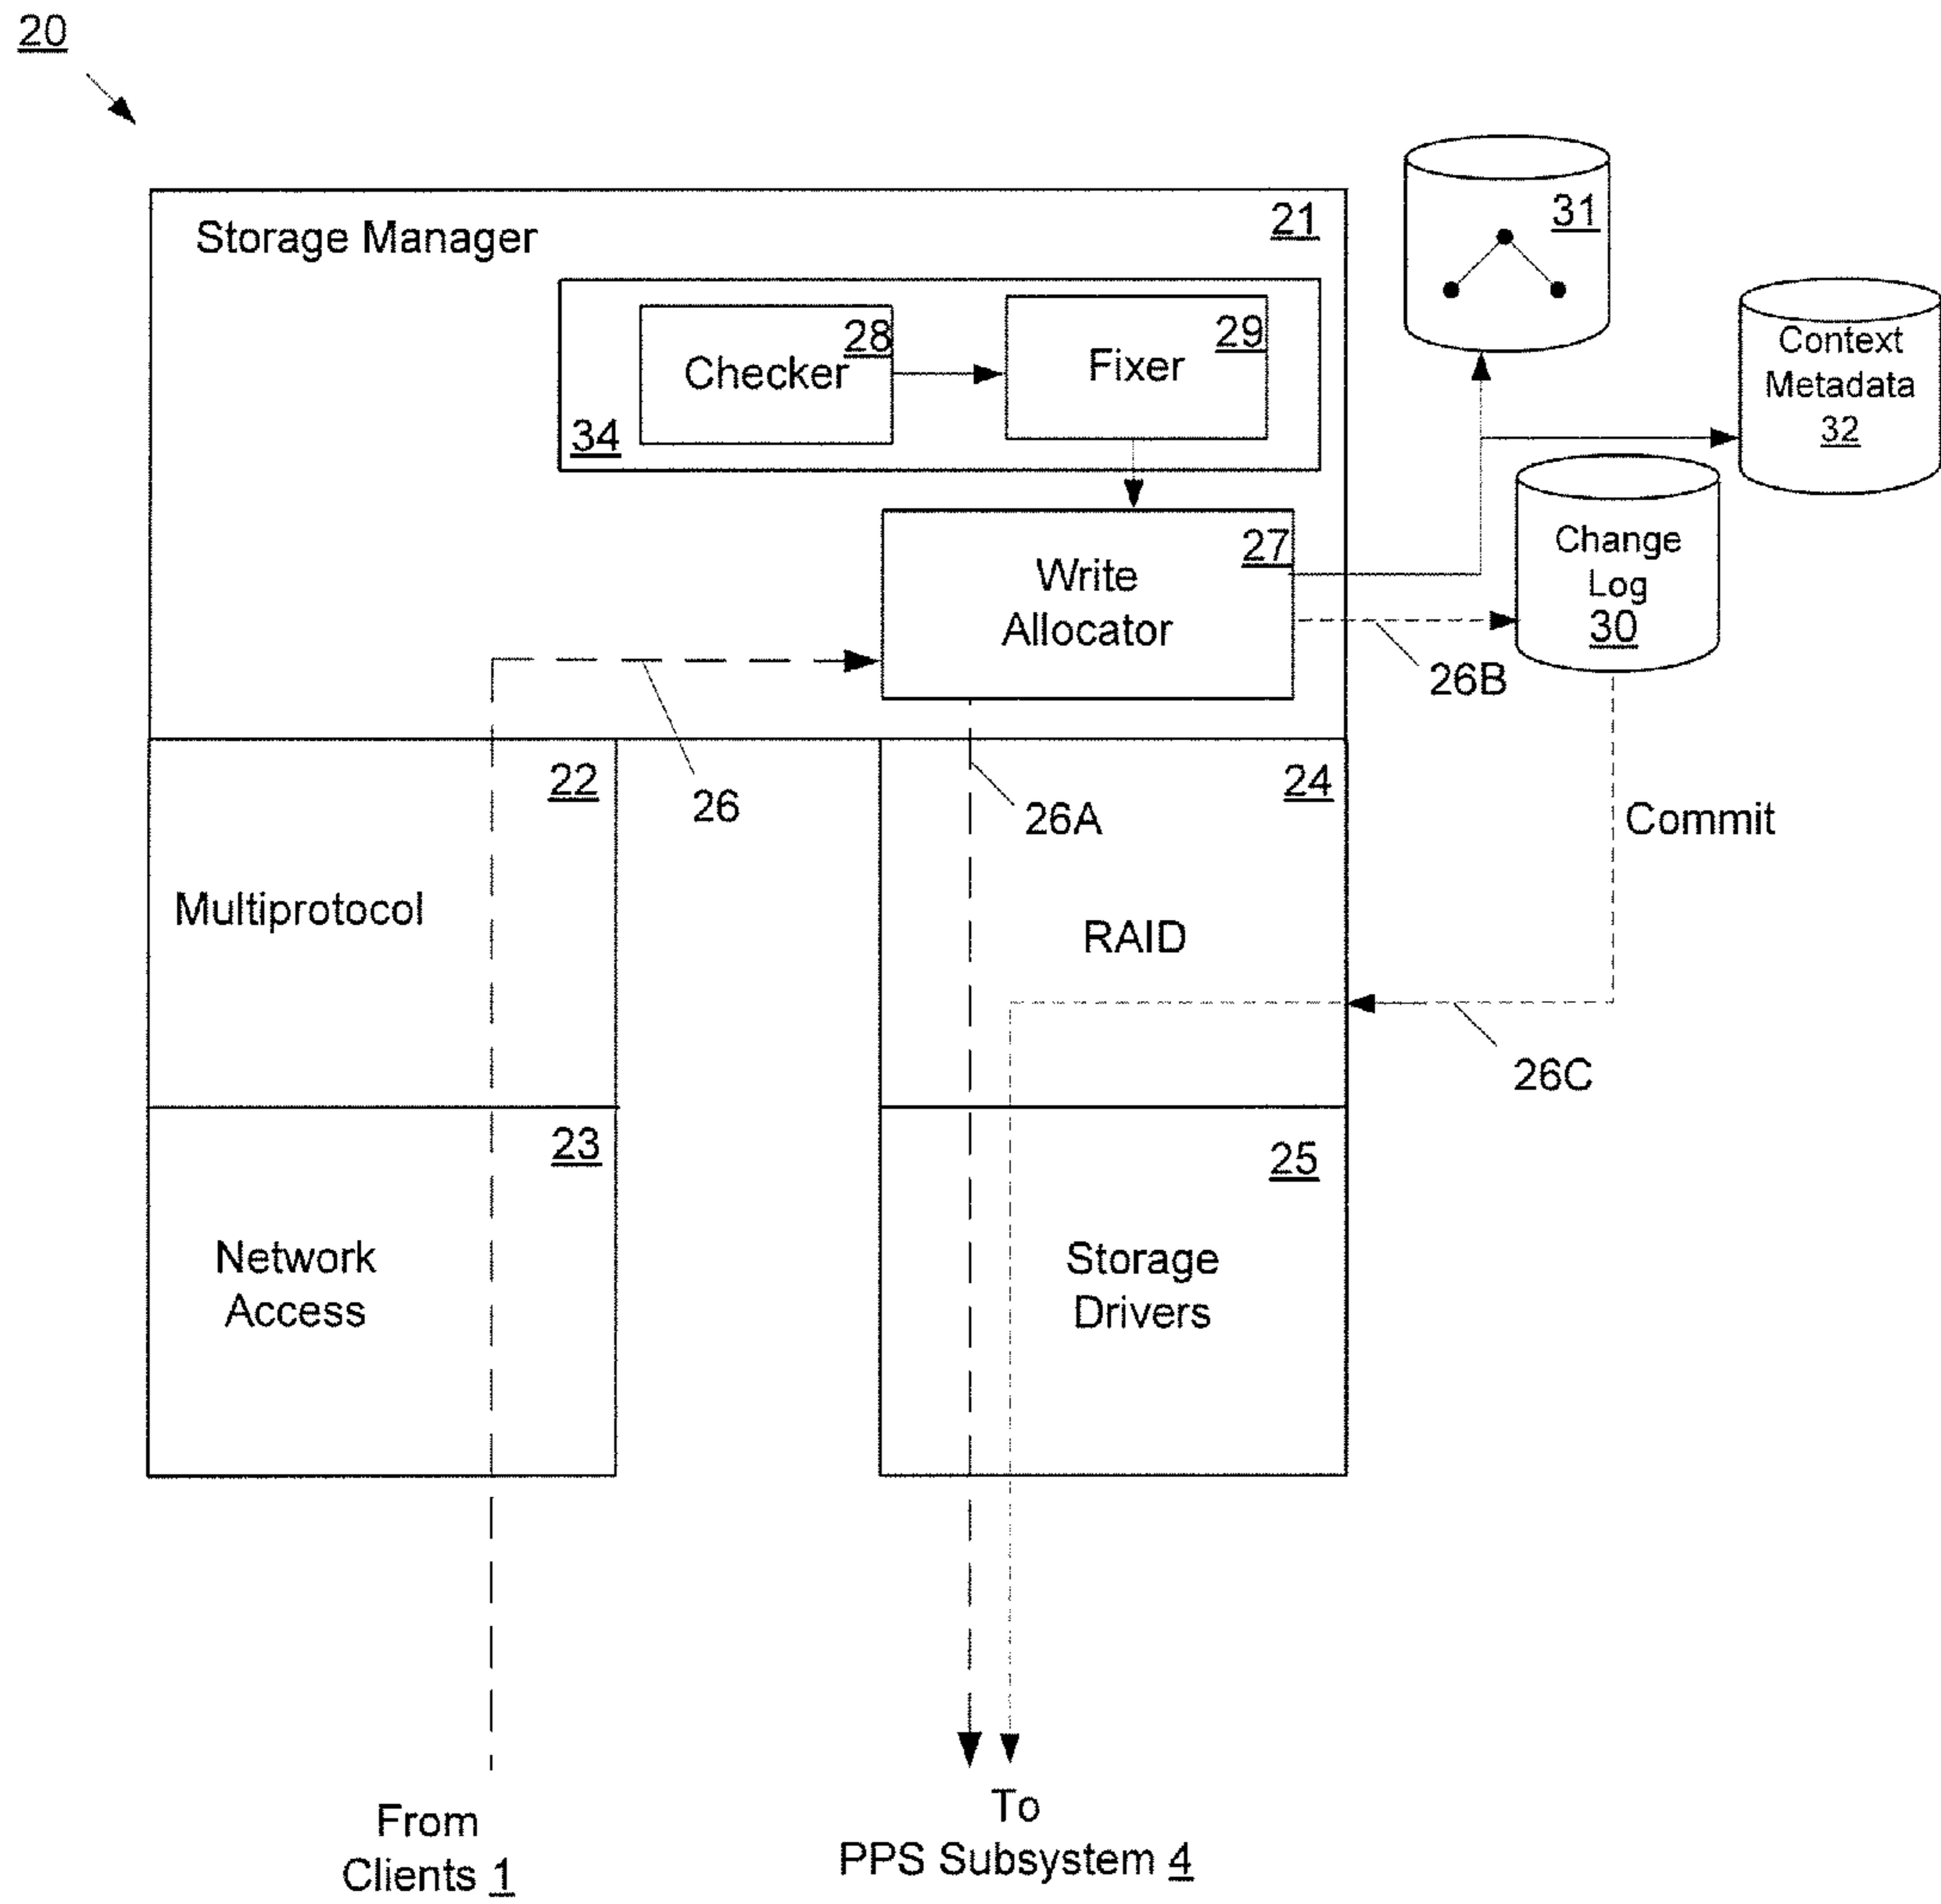 20
Storage Manager
21
31
Checker
28
Fixer
29
34
Context
Metadata
32
Write
Allocator
27
Change
Log
30
26B
26
26A
22
Multiprotocol
24
RAID
Commit
26C
23
Network
Access
25
Storage
Drivers
From
Clients 1
To
PPS Subsystem 4